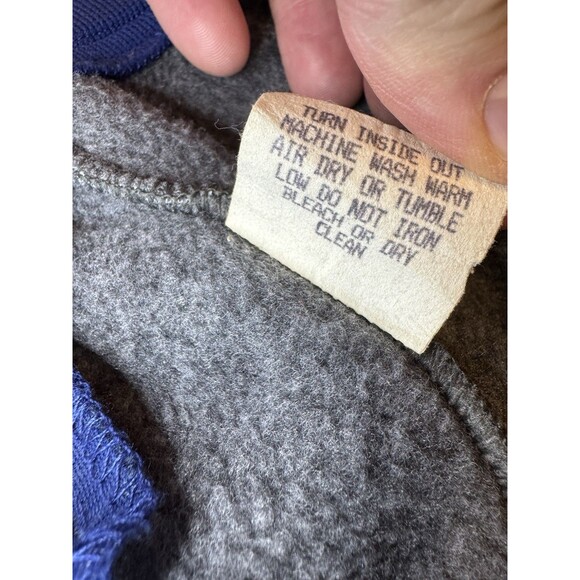 TURN INSIDE OUT
MACHINE WASH WARM
AIR DRY OR TUMBLE
LOW DO NOT IRON
BLEACH OR DRY
CLEAN